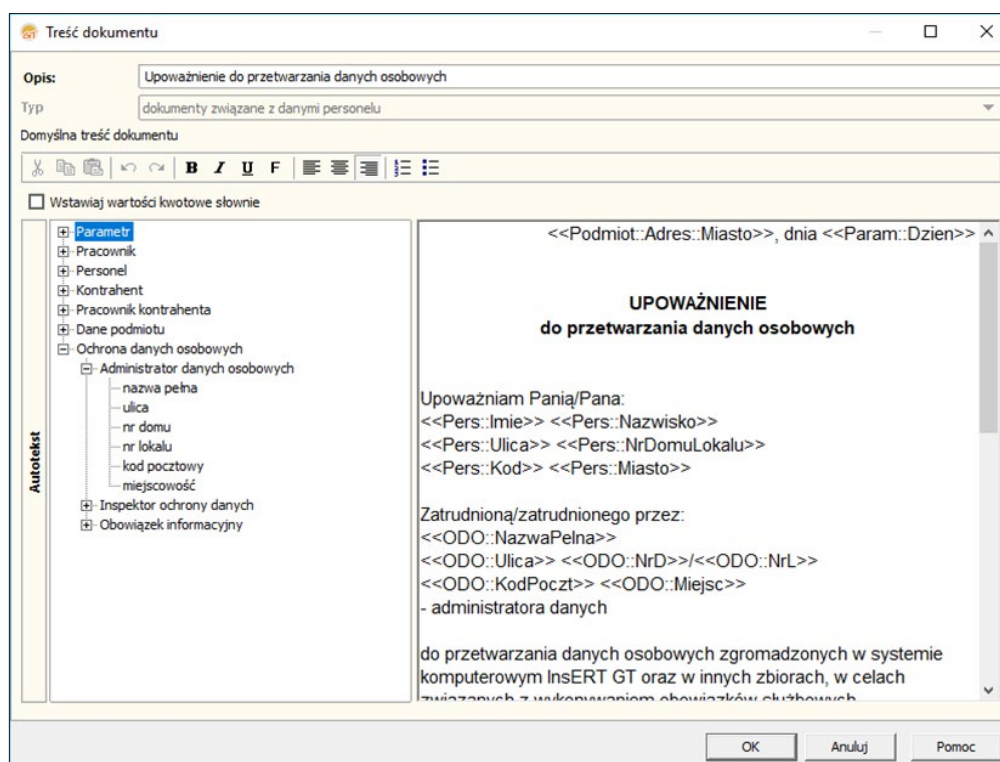 Treść dokumentu
Opis:
Upoważnienie do przetwarzania danych osobowych
Typ
dokumenty związane z danymi personelu
Domyślna treść dokumentu
B I U F
Wstawiaj wartości kwotowe słownie
Autotekst
Parametr
Pracownik
Personel
Kontrahent
Pracownik kontrahenta
Dane podmiotu
Ochrona danych osobowych
Administrator danych osobowych
nazwa pełna
ulica
nr domu
nr lokalu
kod pocztowy
miejscowość
Inspektor ochrony danych
Obowiązek informacyjny
<<Podmiot::Adres::Miasto>>, dnia <<Param::Dzien>>
UPOWAŻNIENIE
do przetwarzania danych osobowych
Upoważniam Panią/Pana:
<<Pers::Imie>> <<Pers::Nazwisko>>
<<Pers::Ulica>> <<Pers::NrDomuLokalu>>
<<Pers::Kod>> <<Pers::Miasto>>
Zatrudnioną/zatrudnionego przez:
<<ODO::NazwaPelna>>
<<ODO::Ulica>> <<ODO::NrD>>/<<ODO::NrL>>
<<ODO::KodPoczt>> <<ODO::Miejsc>>
- administratora danych
do przetwarzania danych osobowych zgromadzonych w systemie
komputerowym InsERT GT oraz w innych zbiorach, w celach
związanych z wykonywaniem obowiązków służbowych
OK
Anuluj
Pomoc